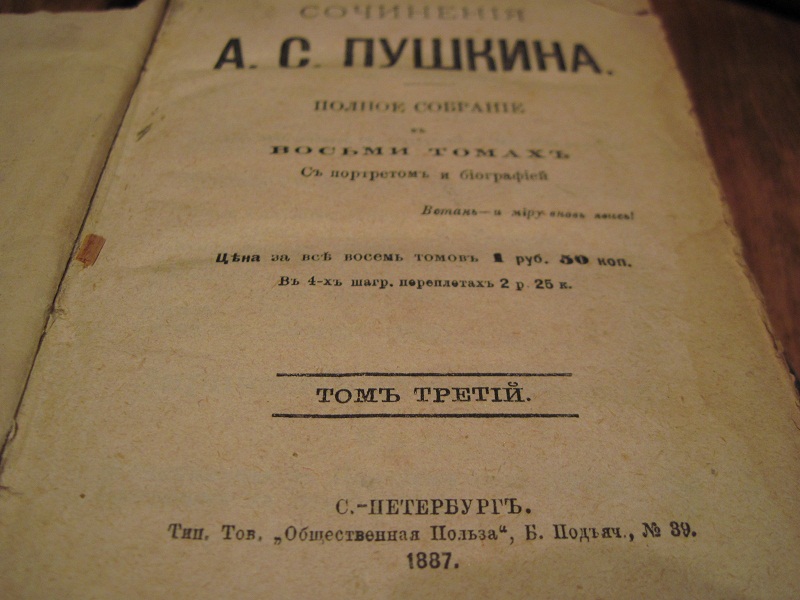 СОЧИНЕНІЯ
А. С. ПУШКИНА.
ПОЛНОЕ СОБРАНІЕ
въ
ВОСЬМИ ТОМАХЪ
Съ портретомъ и біографіей
Встань—и міру вновь явись!
Цѣна за всѣ восемь томовъ 1 руб. 50 коп.
Въ 4-хъ шагр. переплетахъ 2 р. 25 к.
ТОМЪ ТРЕТІЙ.
С.-ПЕТЕРБУРГЪ.
Тип. Тов. „Общественная Польза“, Б. Подъяч., № 39.
1887.